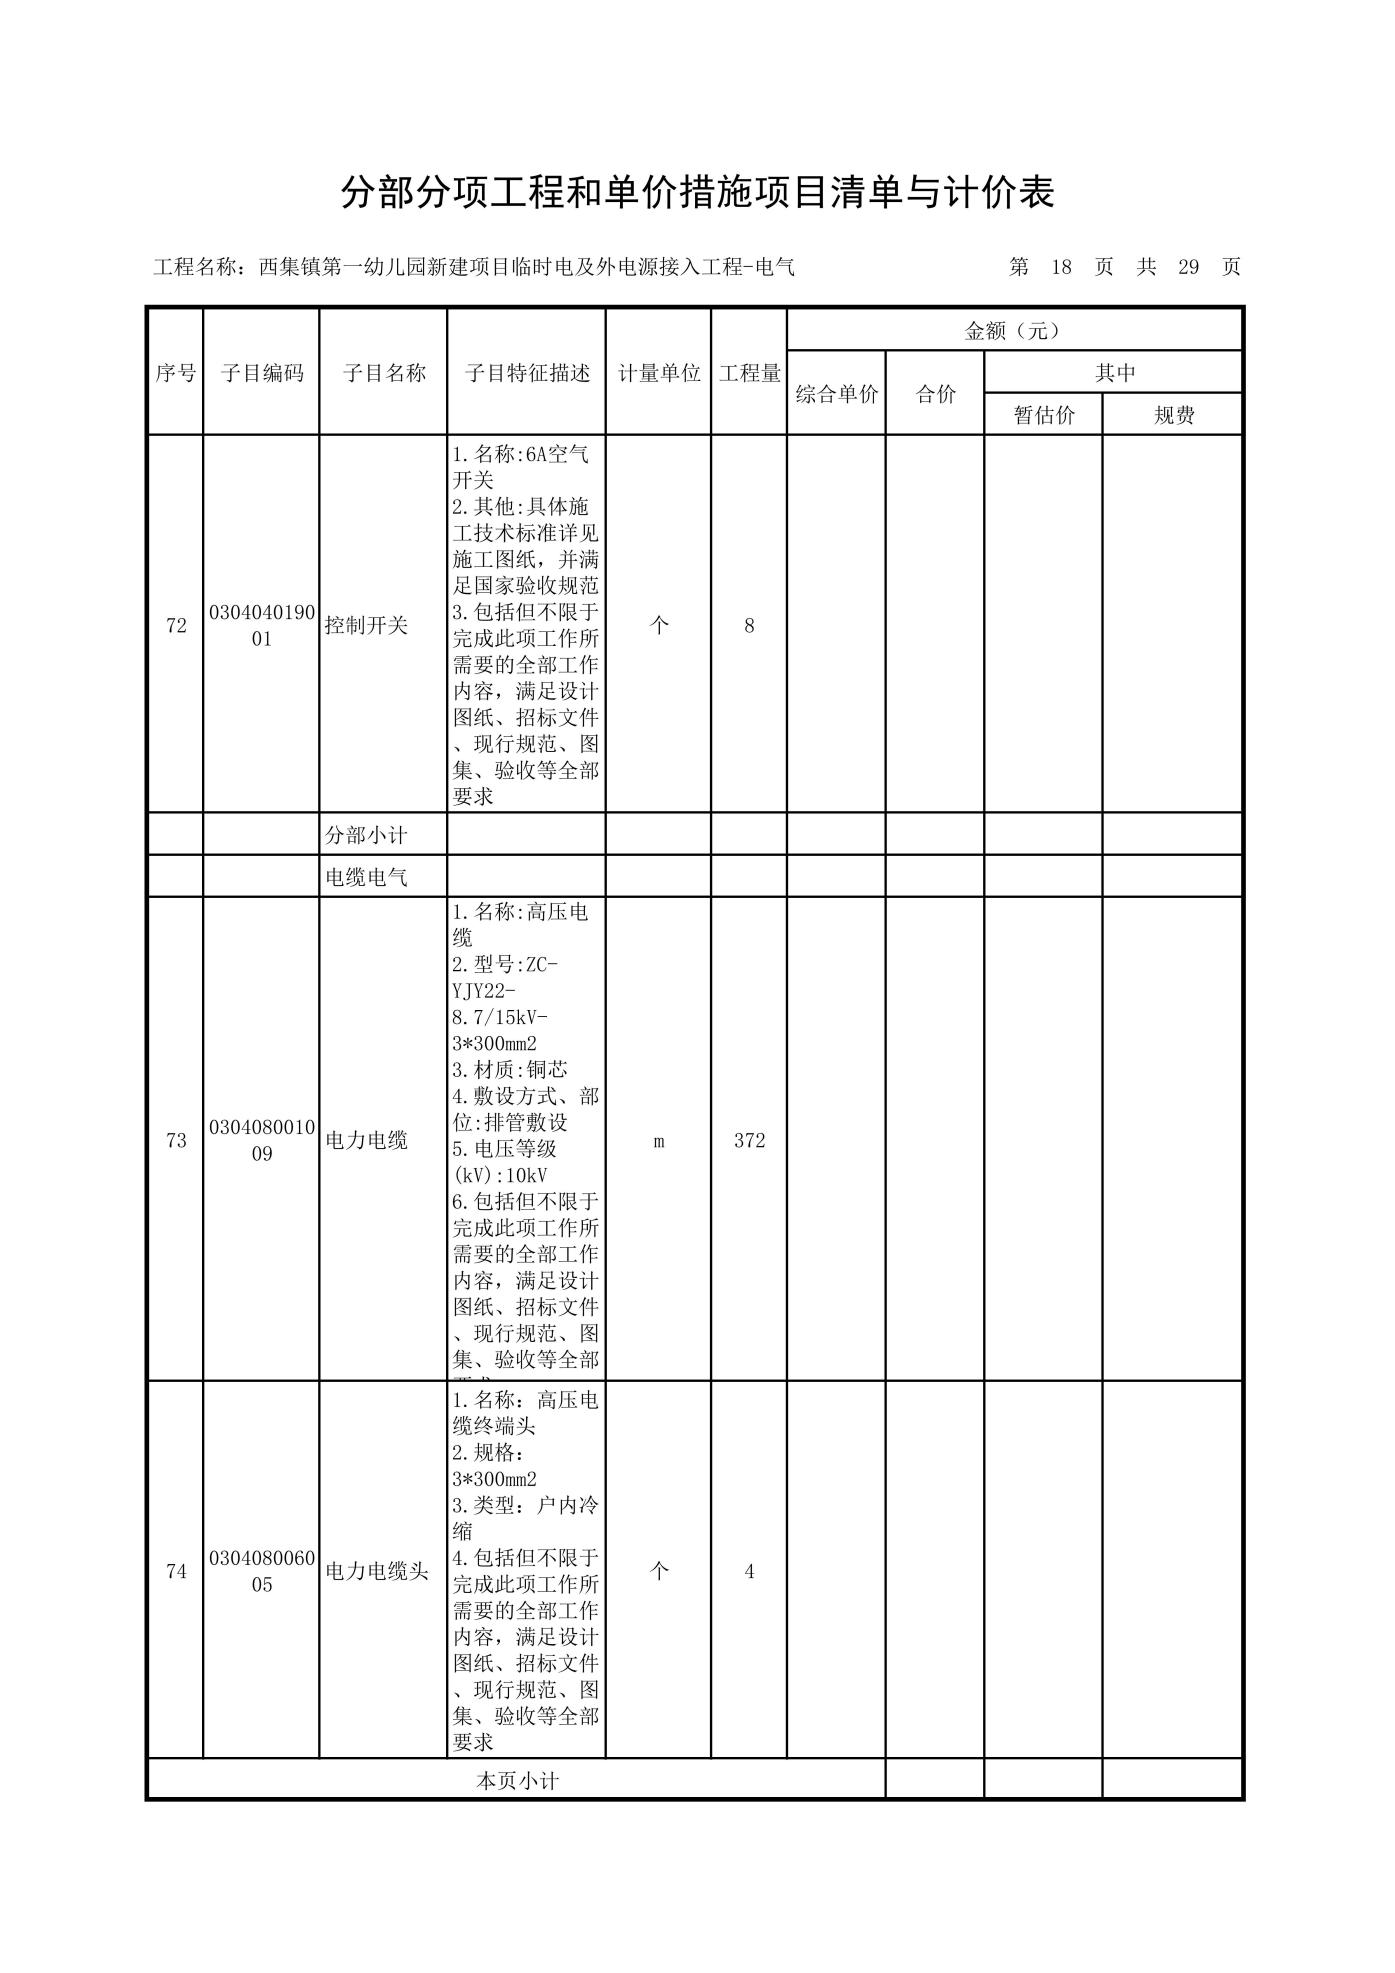 分部分项工程和单价措施项目清单与计价表
工程名称：西集镇第一幼儿园新建项目临时电及外电源接入工程-电气 第 18 页 共 29 页
序号 子目编码 子目名称 子目特征描述 计量单位 工程量 金额（元）
综合单价 合价 其中
暂估价 规费
72
0304040190
01
控制开关
1.名称:6A空气
开关
2.其他:具体施
工技术标准详见
施工图纸，并满
足国家验收规范
3.包括但不限于
完成此项工作所
需要的全部工作
内容，满足设计
图纸、招标文件
、现行规范、图
集、验收等全部
要求
个
8
分部小计
电缆电气
73
0304080010
09
电力电缆
1.名称:高压电
缆
2.型号:ZC-
YJY22-
8.7/15kV-
3*300mm2
3.材质:铜芯
4.敷设方式、部
位:排管敷设
5.电压等级
(kV):10kV
6.包括但不限于
完成此项工作所
需要的全部工作
内容，满足设计
图纸、招标文件
、现行规范、图
集、验收等全部
m
372
74
0304080060
05
电力电缆头
1.名称：高压电
缆终端头
2.规格：
3*300mm2
3.类型：户内冷
缩
4.包括但不限于
完成此项工作所
需要的全部工作
内容，满足设计
图纸、招标文件
、现行规范、图
集、验收等全部
要求
个
4
本页小计